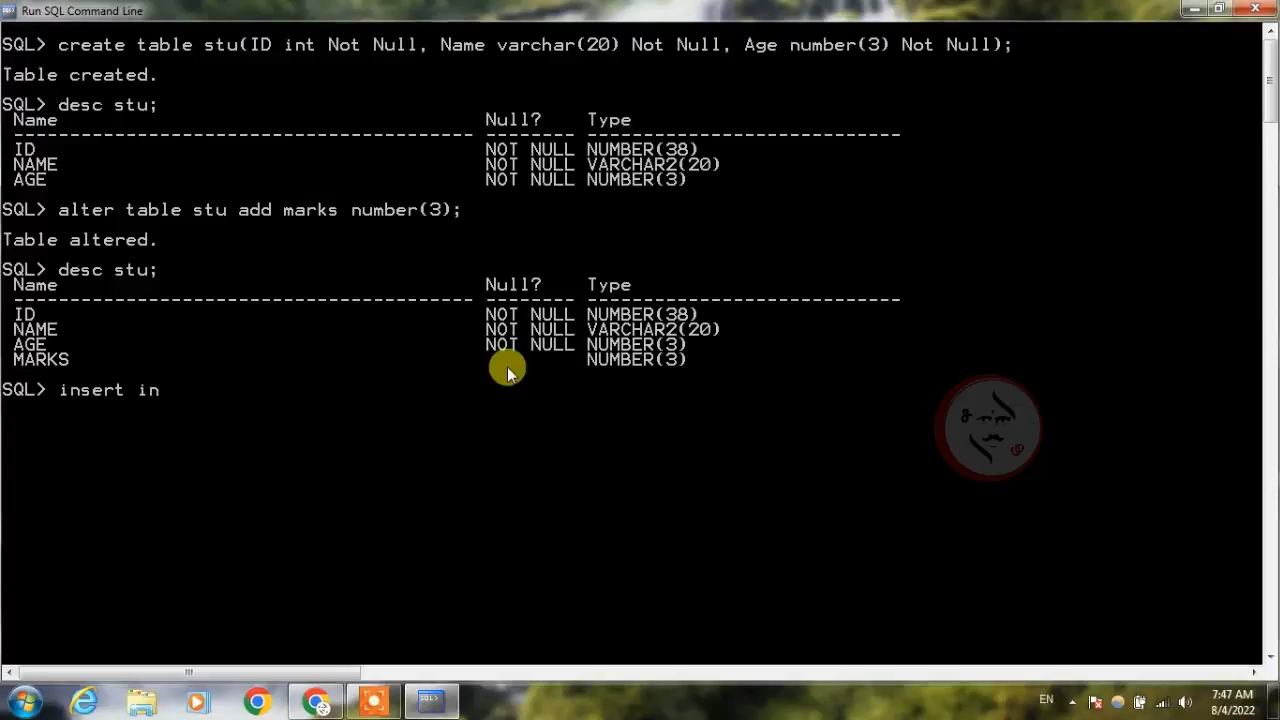 Run SQL Command Line
SQL> create table stu(ID int Not Null, Name varchar(20) Not Null, Age number(3) Not Null);
Table created.
SQL> desc stu;
Name Null? Type
----------------------------------------- -------- ----------------------------
ID NOT NULL NUMBER(38)
NAME NOT NULL VARCHAR2(20)
AGE NOT NULL NUMBER(3)
SQL> alter table stu add marks number(3);
Table altered.
SQL> desc stu;
Name Null? Type
----------------------------------------- -------- ----------------------------
ID NOT NULL NUMBER(38)
NAME NOT NULL VARCHAR2(20)
AGE NOT NULL NUMBER(3)
MARKS NUMBER(3)
SQL> insert in
EN
7:47 AM
8/4/2022